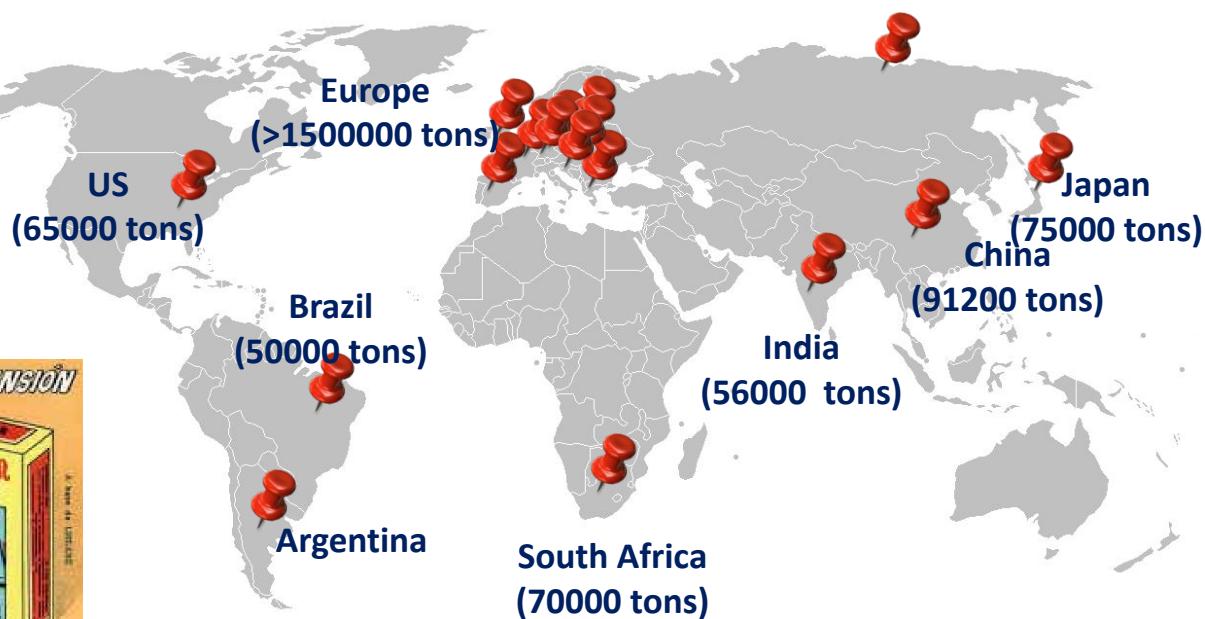 Europe
(>1500000 tons)
US
(65000 tons)
Japan
(75000 tons)
China
(91200 tons)
Brazil
(50000 tons)
India
(56000  tons)
Argentina
South Africa
(70000 tons)
NSIÓN